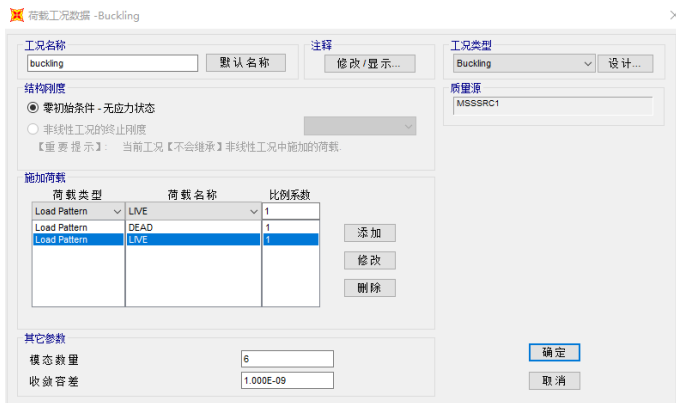 荷载工况数据 -Buckling
工况名称
buckling
默认名称
注释
修改/显示...
工况类型
Buckling
设计...
结构刚度
零初始条件 - 无应力状态
非线性工况的终止刚度
【重要提示】: 当前工况【不会继承】非线性工况中施加的荷载.
质量源
MSSSRC1
施加荷载
荷载类型 荷载名称 比例系数
Load Pattern LIVE 1
Load Pattern DEAD 1
Load Pattern LIVE 1
添加
修改
删除
其它参数
模态数量 6
收敛容差 1.000E-09
确定
取消